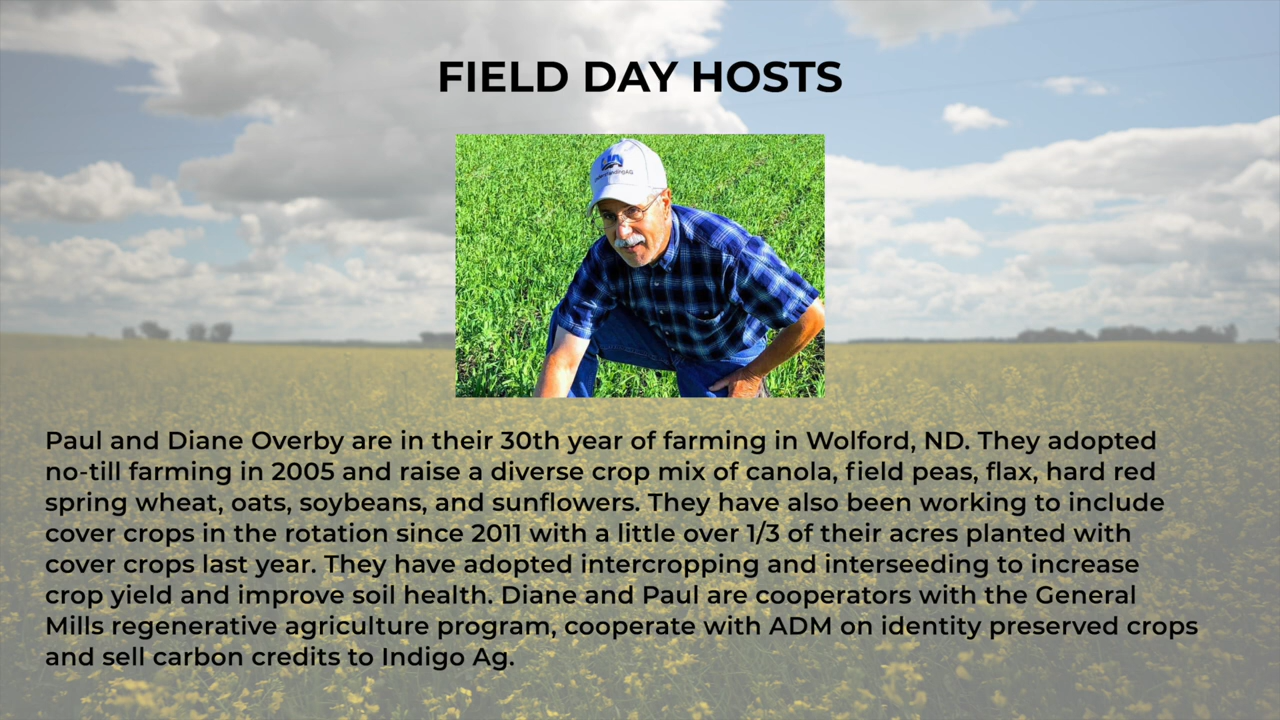 FIELD DAY HOSTS
Paul and Diane Overby are in their 30th year of farming in Wolford, ND. They adopted
no-till farming in 2005 and raise a diverse crop mix of canola, field peas, flax, hard red
spring wheat, oats, soybeans, and sunflowers. They have also been working to include
cover crops in the rotation since 2011 with a little over 1/3 of their acres planted with
cover crops last year. They have adopted intercropping and interseeding to increase
crop yield and improve soil health. Diane and Paul are cooperators with the General
Mills regenerative agriculture program, cooperate with ADM on identity preserved crops
and sell carbon credits to Indigo Ag.